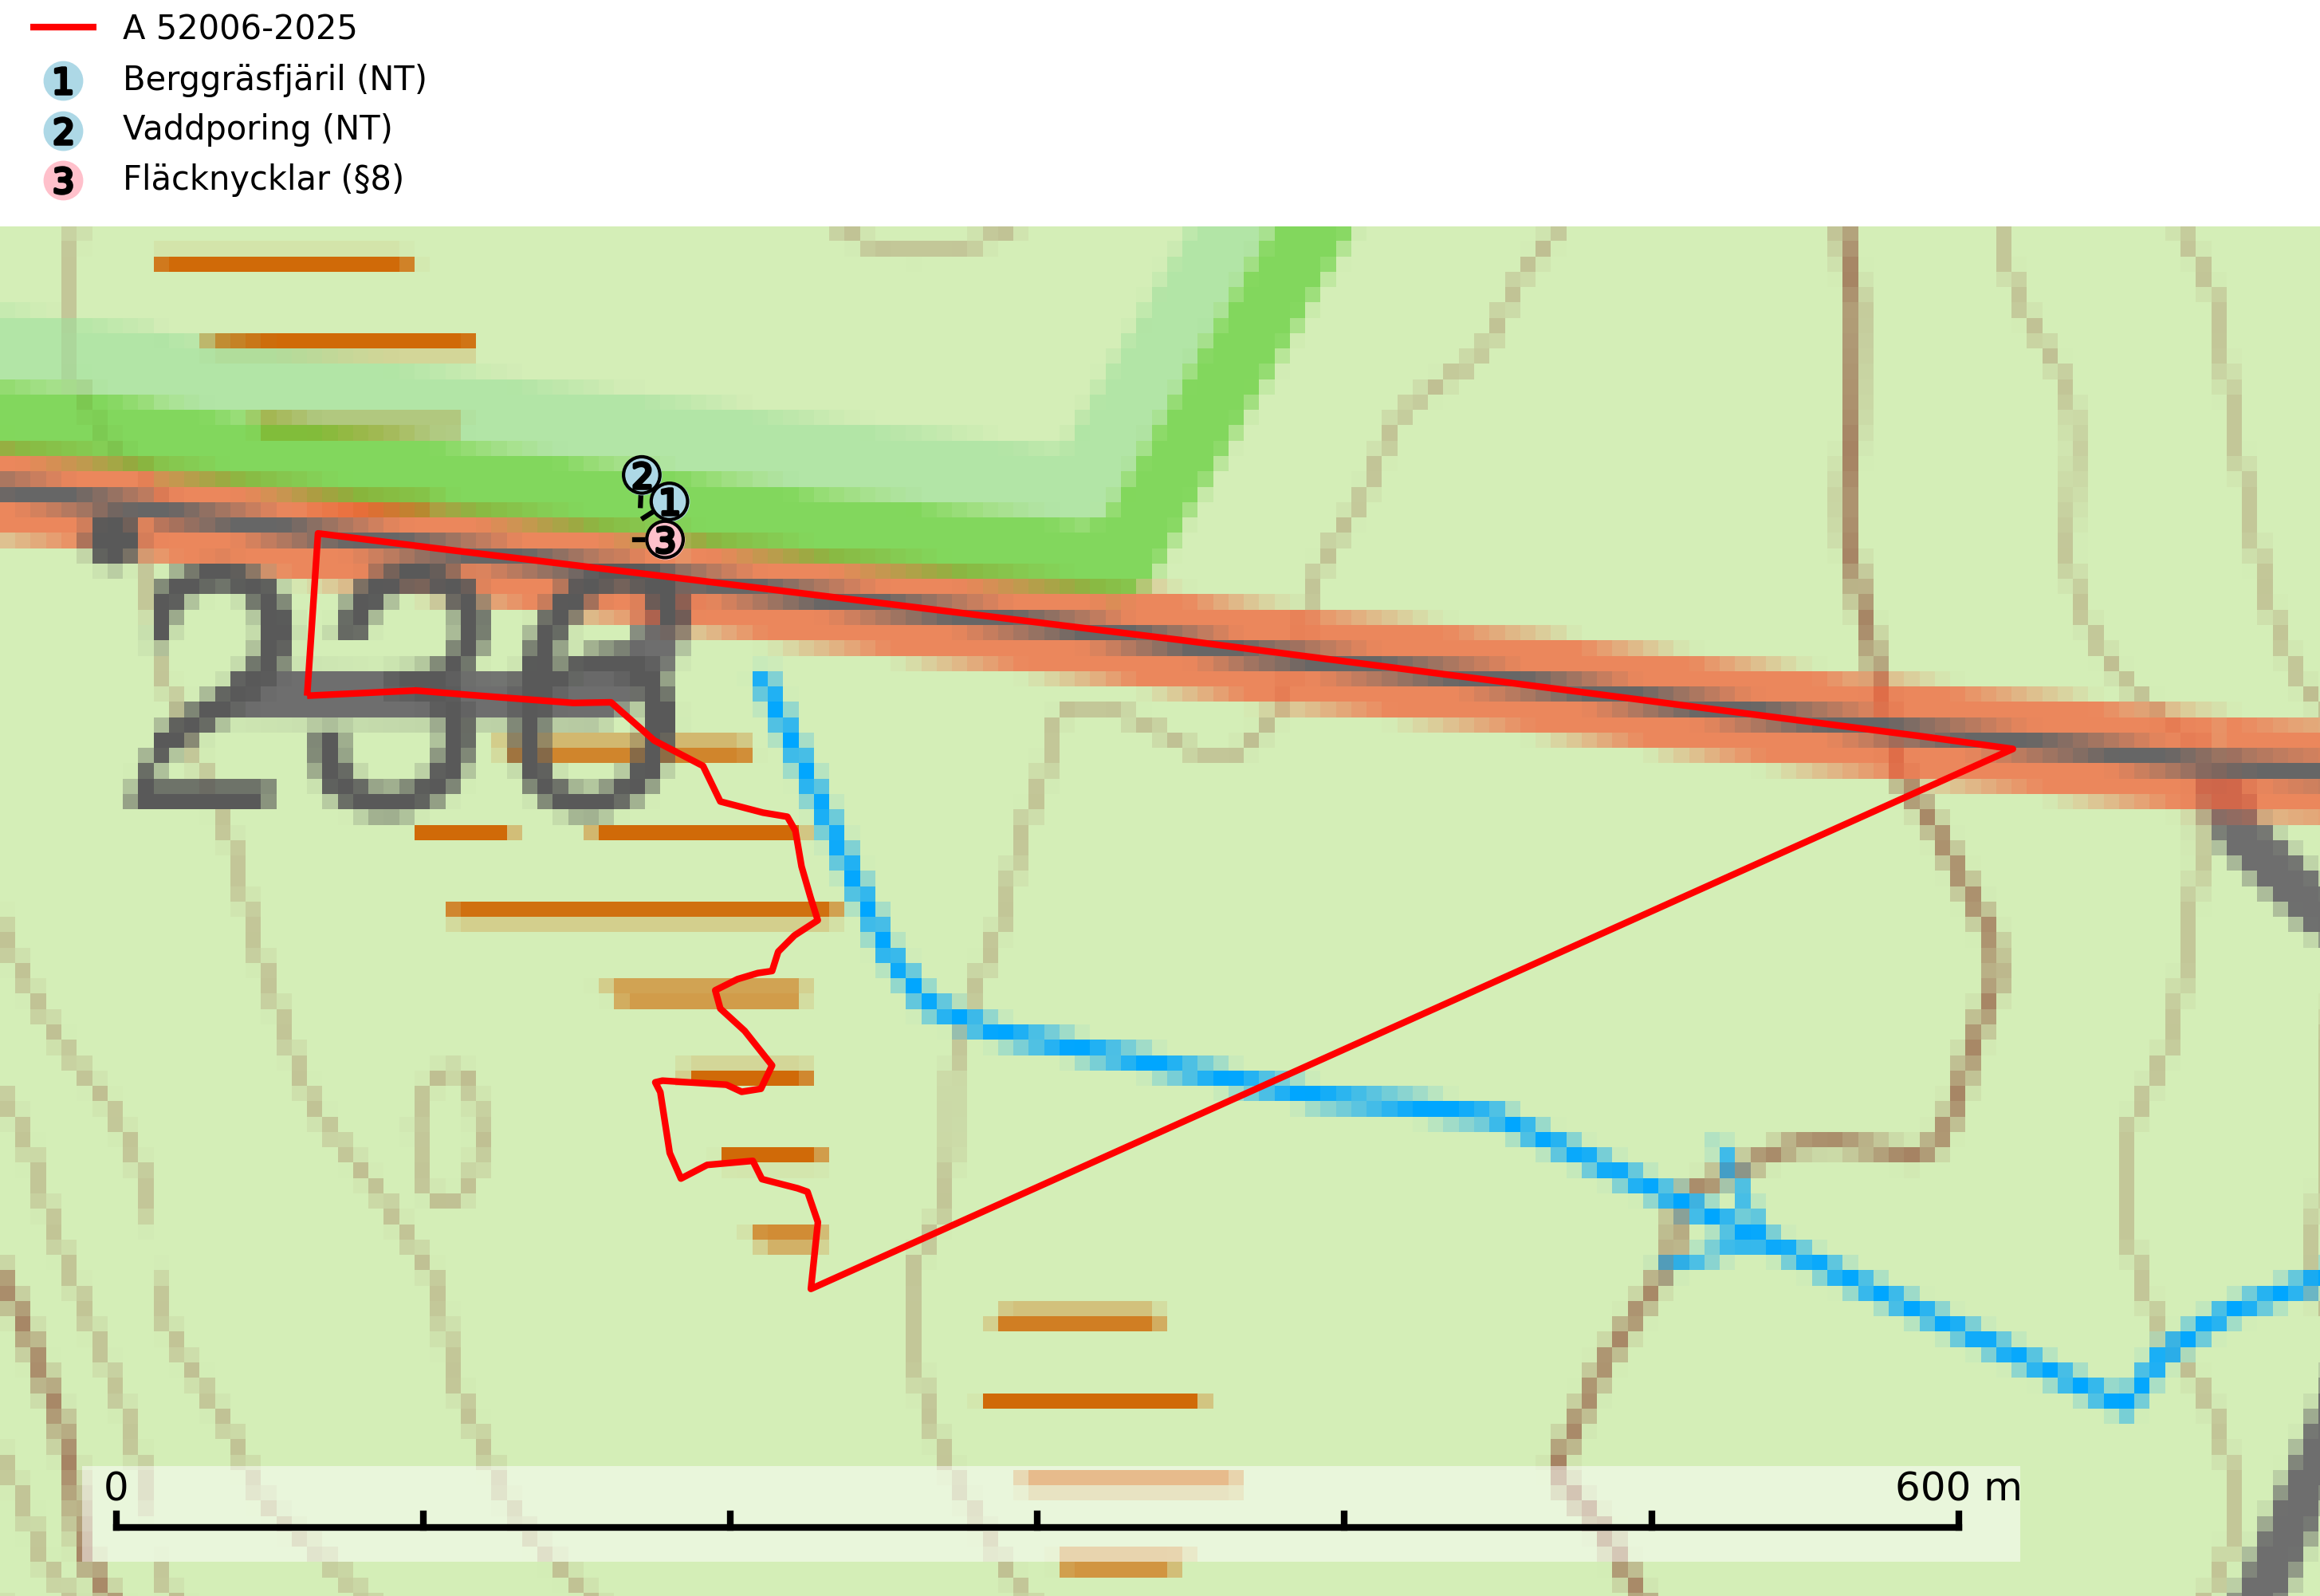 A 52006-2025
1 Berggräsfjäril (NT)
2 Vaddporing (NT)
3 Fläcknycklar (§8)
2
1
3
236
0 600 m